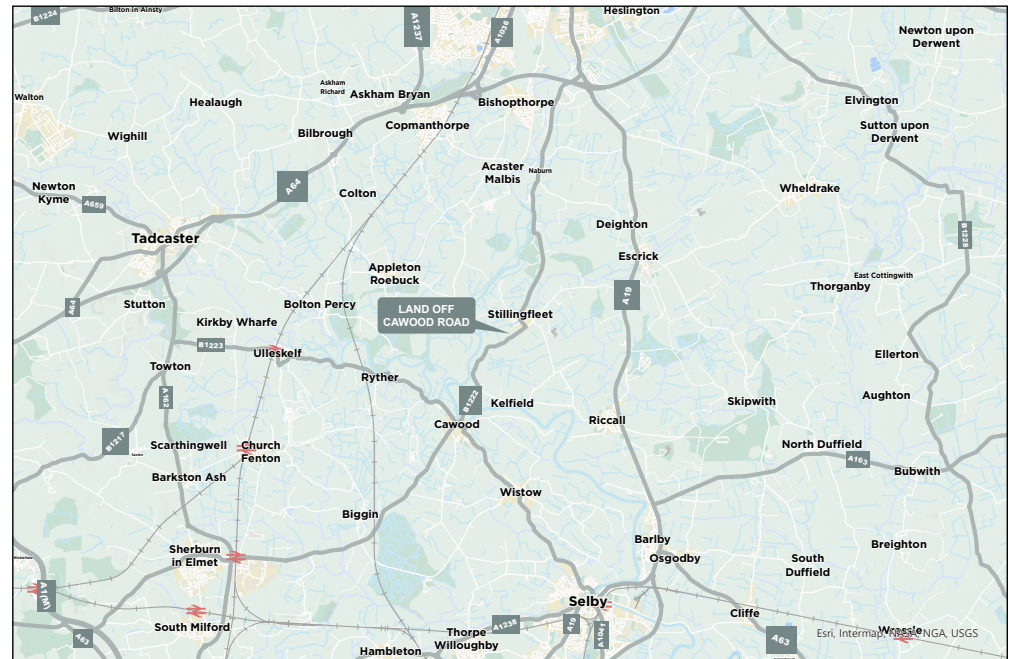 B1224
Bilton in Ainsty
A1237
A1036
Heslington
Newton upon
Derwent
Walton
Healaugh
Askham
Richard
Askham Bryan
Bishopthorpe
Elvington
Wighill
Bilbrough
Copmanthorpe
Sutton upon
Derwent
Newton
Kyme
A659
A64
Colton
Acaster
Malbis
Naburn
Wheldrake
Tadcaster
Deighton
Escrick
B1228
Appleton
Roebuck
East Cottingwith
Thorganby
A64
Stutton
Bolton Percy
LAND OFF
CAWOOD ROAD
Stillingfleet
A19
Kirkby Wharfe
B1223
Ulleskelf
Towton
Ryther
Ellerton
A162
B1222
Kelfield
Skipwith
Aughton
Cawood
Riccall
B1217
Scarthingwell
Church
Fenton
North Duffield
A163
Bubwith
Barkston Ash
Wistow
Biggin
Barlby
Osgodby
Breighton
Sherburn
in Elmet
South
Duffield
A1(M)
Selby
South Milford
A63
Thorpe
Willoughby
A1238
A19
A1041
Cliffe
A63
Wressle
Hambleton
Esri, Intermap, NASA, NGA, USGS